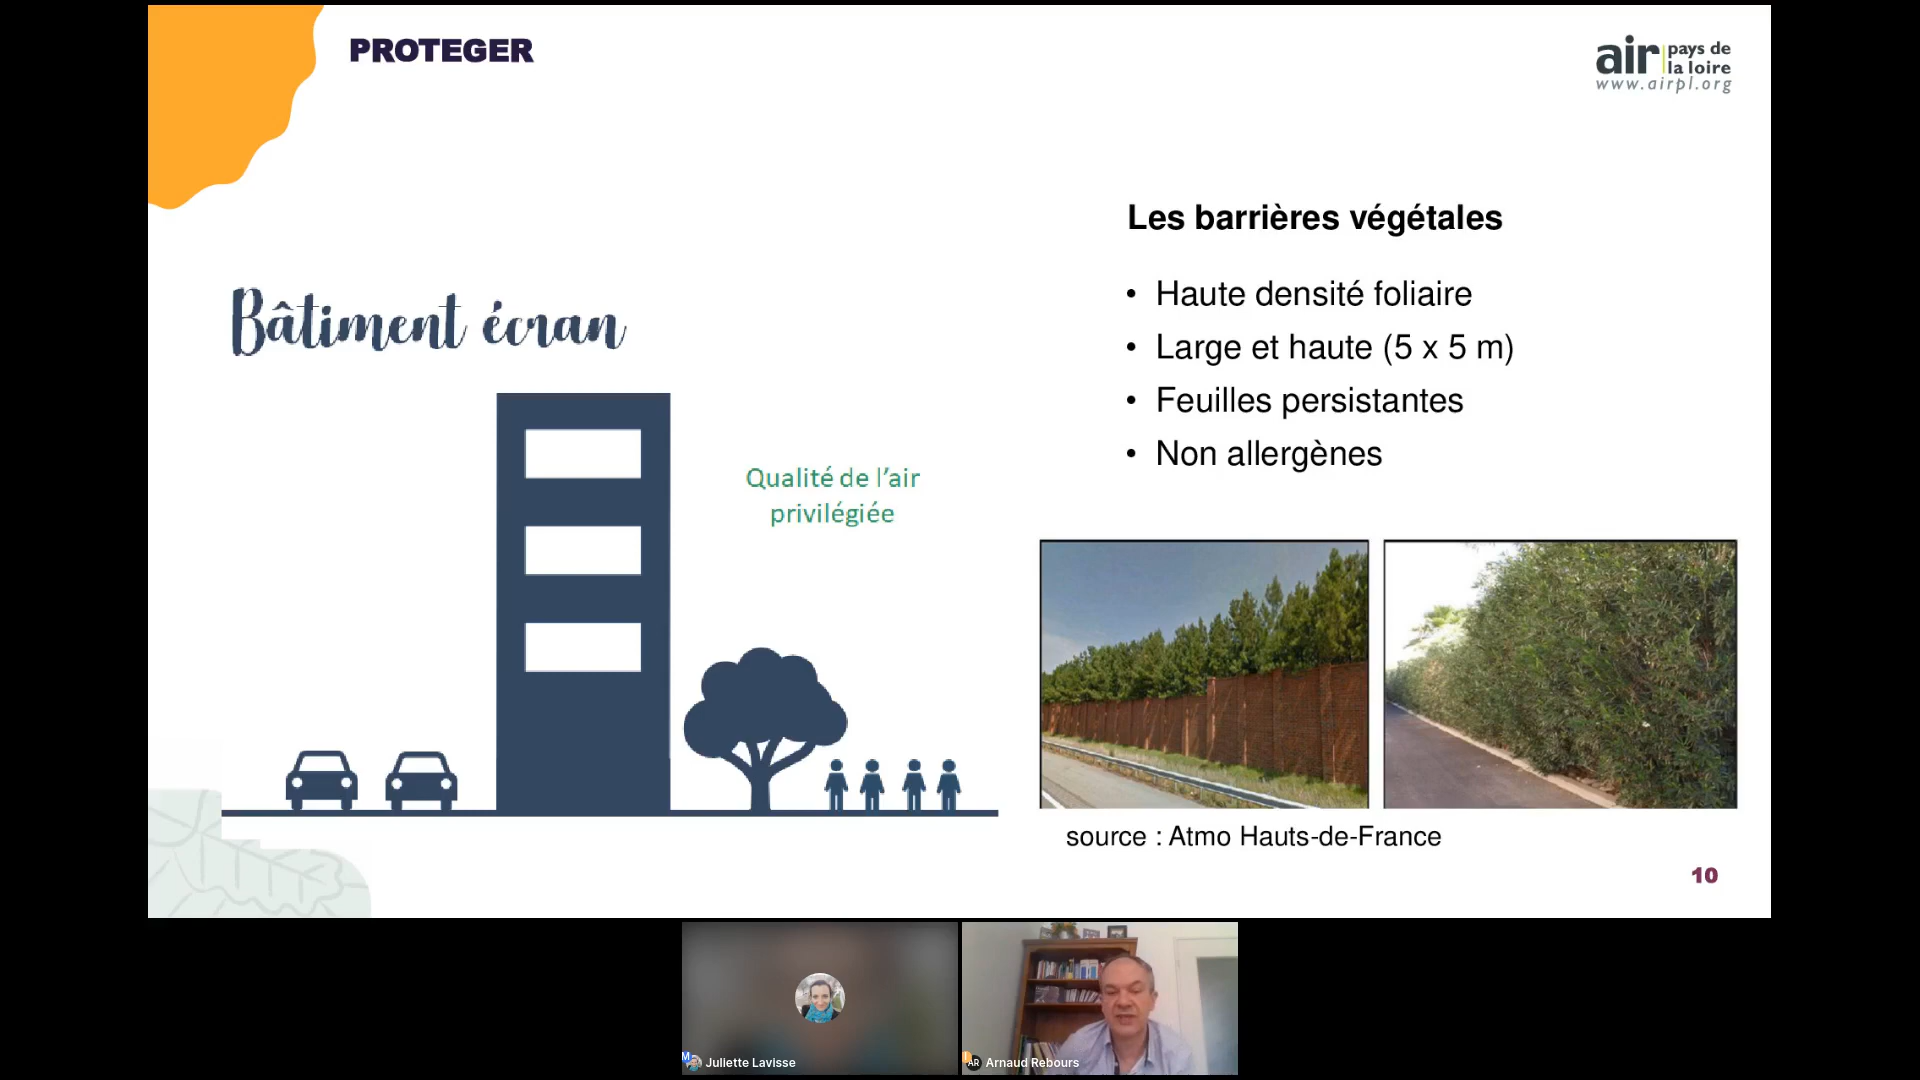 PROTEGER
air pays de
la loire
www.airpl.org
Les barrières végétales
• Haute densité foliaire
• Large et haute (5 x 5 m)
• Feuilles persistantes
• Non allergènes
Bâtiment écran
Qualité de l'air
privilégiée
source : Atmo Hauts-de-France
10
M
Juliette Lavisse
AR
Arnaud Rebours